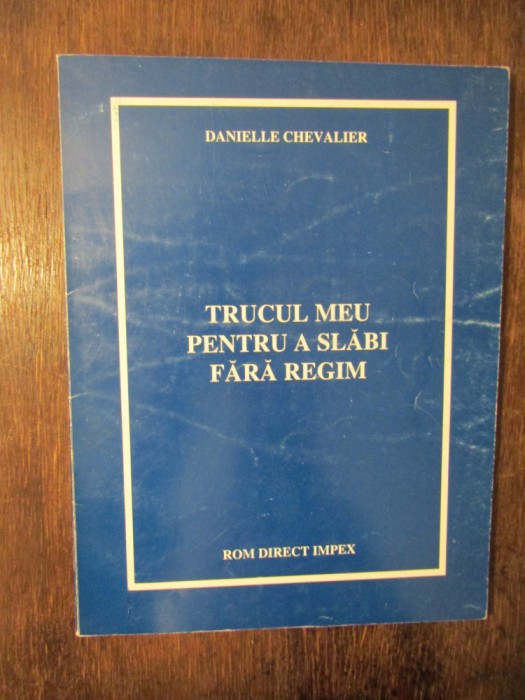 DANIELLE CHEVALIER
TRUCUL MEU
PENTRU A SLĂBI
FĂRĂ REGIM
ROM DIRECT IMPEX